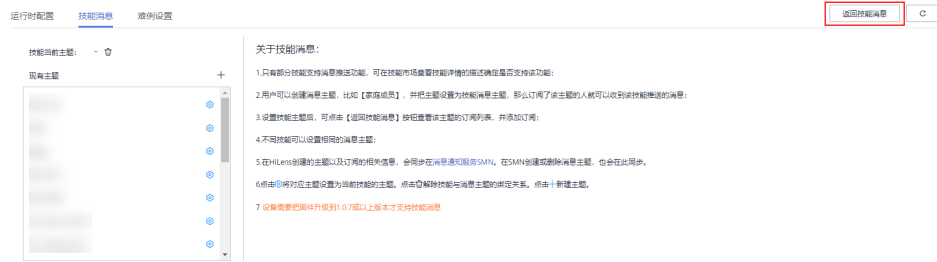 运行时配置 技能消息 难例设置 返回技能消息
技能当前主题： -
现有主题
关于技能消息：
1.只有部分技能支持消息推送功能，可在技能市场查看技能详情的描述确定是否支持该功能；
2.用户可以创建消息主题，比如【家庭成员】，并把主题设置为技能消息主题，那么订阅了该主题的人就可以收到该技能推送的消息；
3.设置技能主题后，可点击【返回技能消息】按钮查看该主题的订阅列表，并添加订阅；
4.不同技能可以设置相同的消息主题；
5.在HiLens创建的主题以及订阅的相关信息，会同步在消息通知服务SMN。在SMN创建或删除消息主题，也会在此同步。
6点击将对应主题设置为当前技能的主题。点击解除技能与消息主题的绑定关系。点击新建主题。
7 设备需要把固件升级到1.0.7或以上版本才支持技能消息